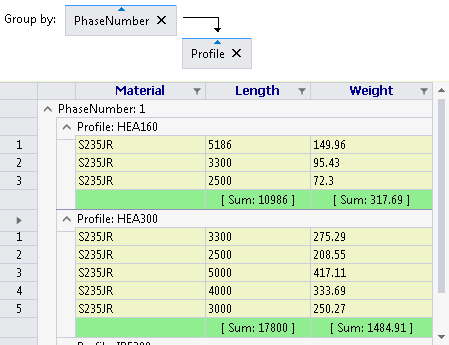 Group by: PhaseNumber ✕
Profile ✕
Material Length Weight
PhaseNumber: 1
Profile: HEA160
1 S235JR 5186 149.96
2 S235JR 3300 95.43
3 S235JR 2500 72.3
[ Sum: 10986 ] [ Sum: 317.69 ]
Profile: HEA300
1 S235JR 3300 275.29
2 S235JR 2500 208.55
3 S235JR 5000 417.11
4 S235JR 4000 333.69
5 S235JR 3000 250.27
[ Sum: 17800 ] [ Sum: 1484.91 ]